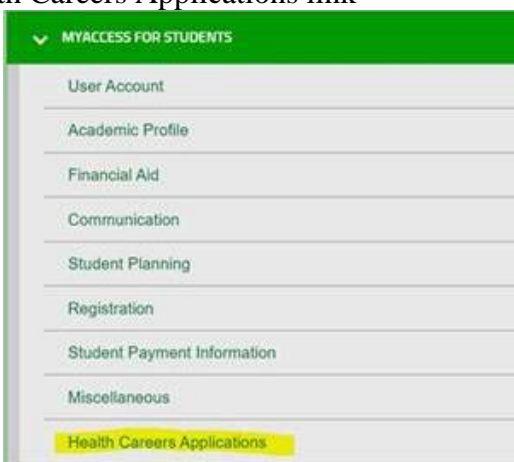 Careers Applications link
MYACCESS FOR STUDENTS
User Account
Academic Profile
Financial Aid
Communication
Student Planning
Registration
Student Payment Information
Miscellaneous
Health Careers Applications